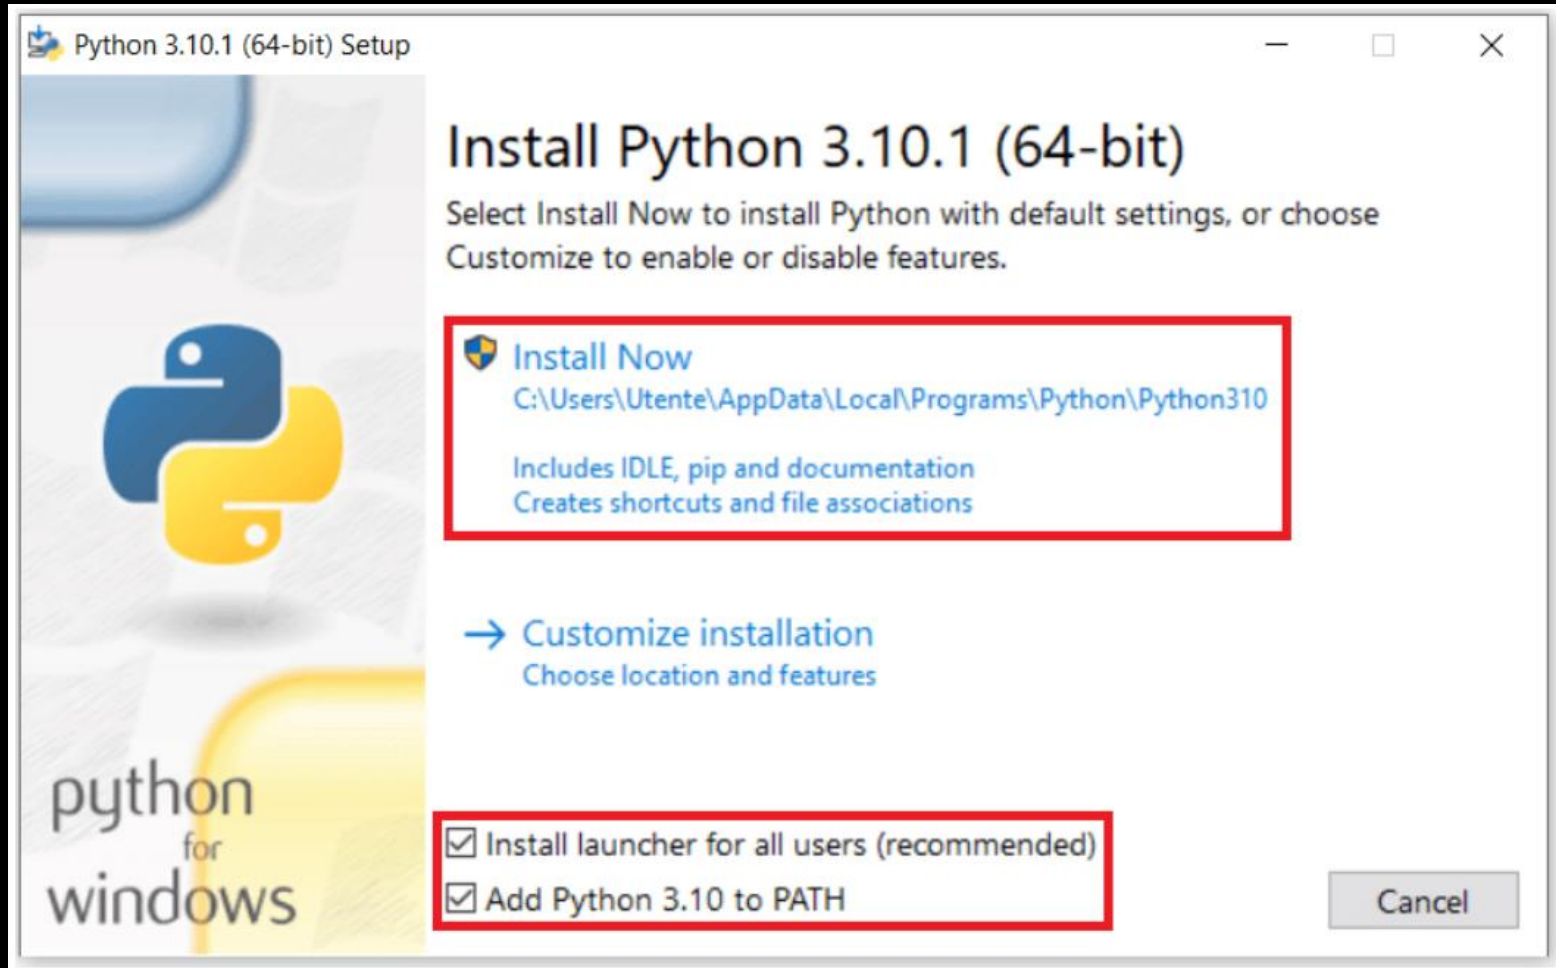 Python 3.10.1 (64-bit) Setup
Install Python 3.10.1 (64-bit)
Select Install Now to install Python with default settings, or choose
Customize to enable or disable features.
Install Now
C:\Users\Utente\AppData\Local\Programs\Python\Python310
Includes IDLE, pip and documentation
Creates shortcuts and file associations
Customize installation
Choose location and features
python
for
windows
Install launcher for all users (recommended)
Add Python 3.10 to PATH
Cancel